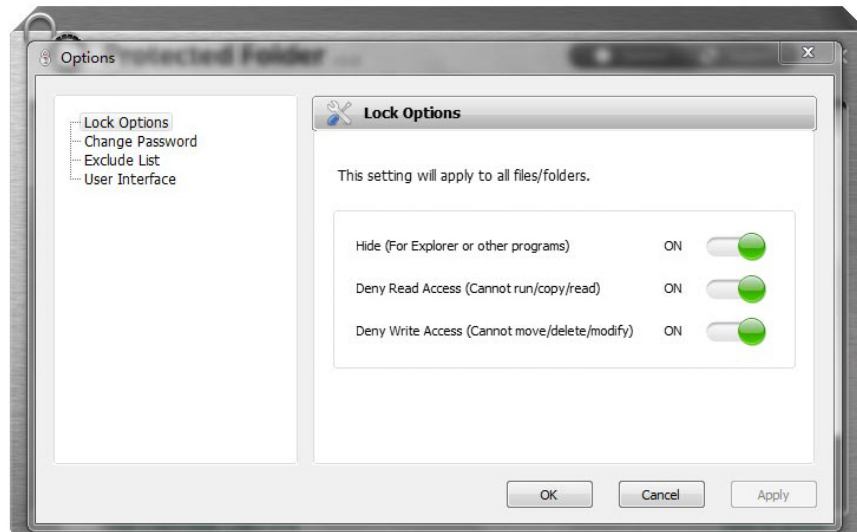 Protected Folder
Options
Lock Options
Change Password
Exclude List
User Interface
Lock Options
This setting will apply to all files/folders.
Hide (For Explorer or other programs) ON
Deny Read Access (Cannot run/copy/read) ON
Deny Write Access (Cannot move/delete/modify) ON
OK Cancel Apply